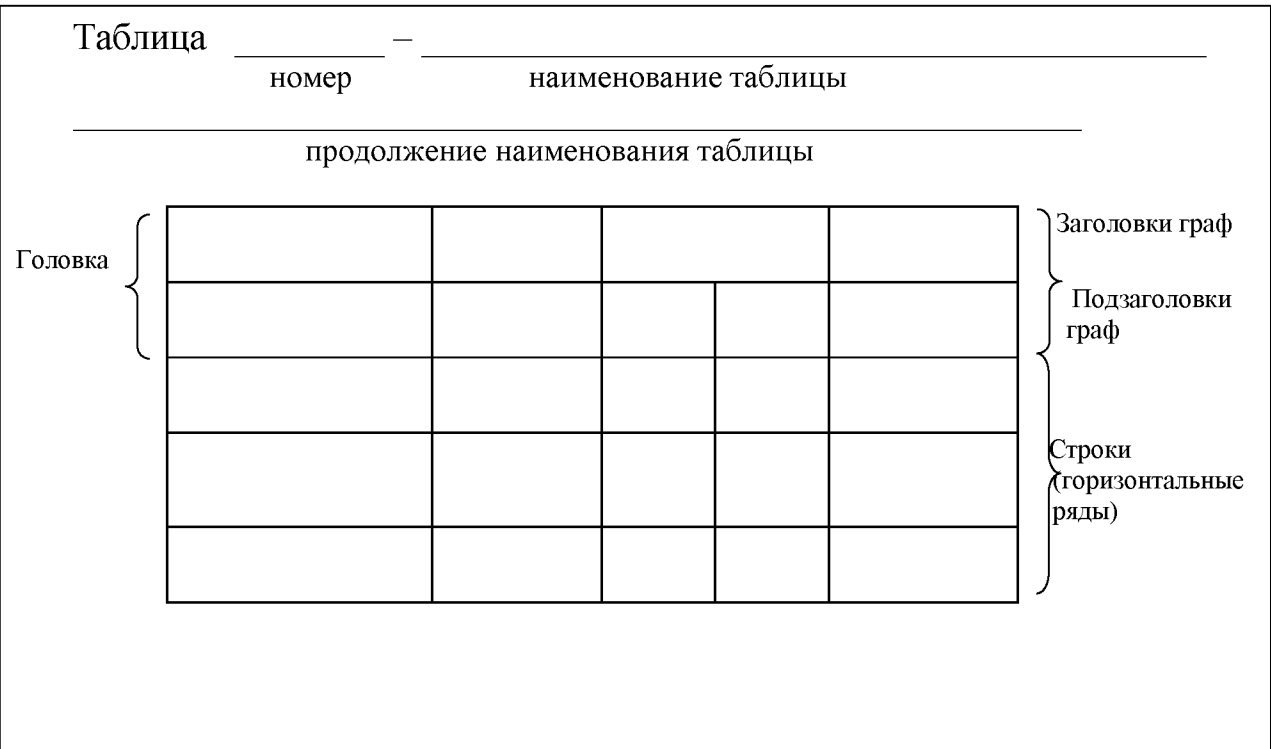 Таблица ––
номер наименование таблицы
продолжение наименования таблицы
Головка
Заголовки граф
Подзаголовки
граф
Строки
(горизонтальные
ряды)